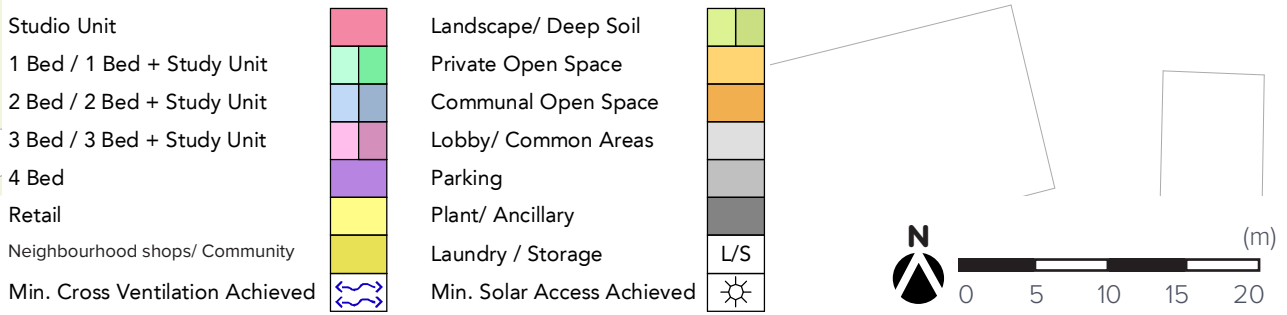 Studio Unit
1 Bed / 1 Bed + Study Unit
2 Bed / 2 Bed + Study Unit
3 Bed / 3 Bed + Study Unit
4 Bed
Retail
Neighbourhood shops/ Community
Min. Cross Ventilation Achieved
Landscape/ Deep Soil
Private Open Space
Communal Open Space
Lobby/ Common Areas
Parking
Plant/ Ancillary
Laundry / Storage L/S
Min. Solar Access Achieved
N
(m)
0 5 10 15 20